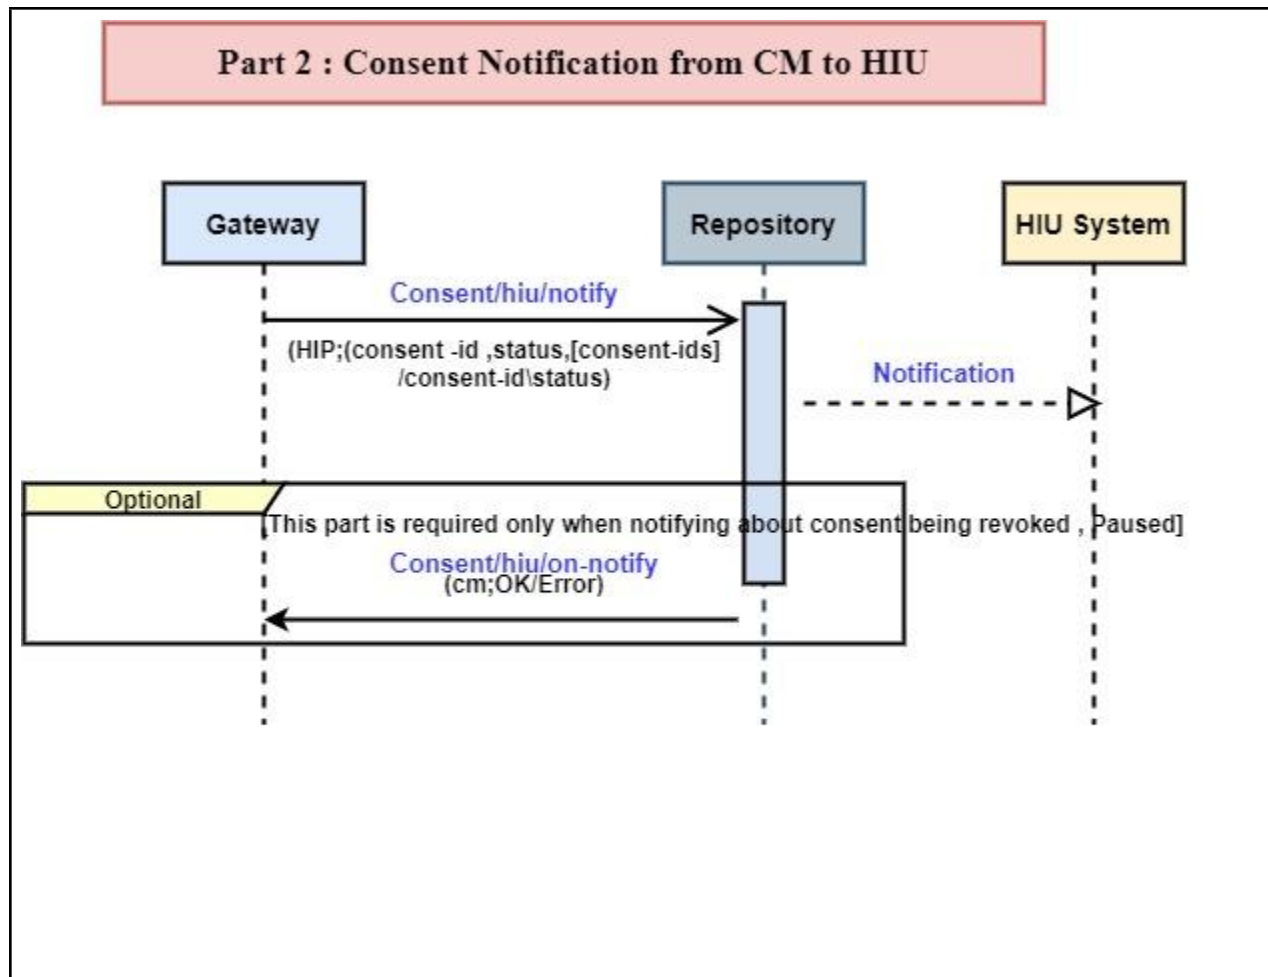 Part 2 : Consent Notification from CM to HIU
Gateway
Repository
HIU System
Consent/hiu/notify
(HIP;(consent -id ,status,[consent-ids]
/consent-id\status)
Notification
Optional
[This part is required only when notifying about consent being revoked , Paused]
Consent/hiu/on-notify
(cm;OK/Error)